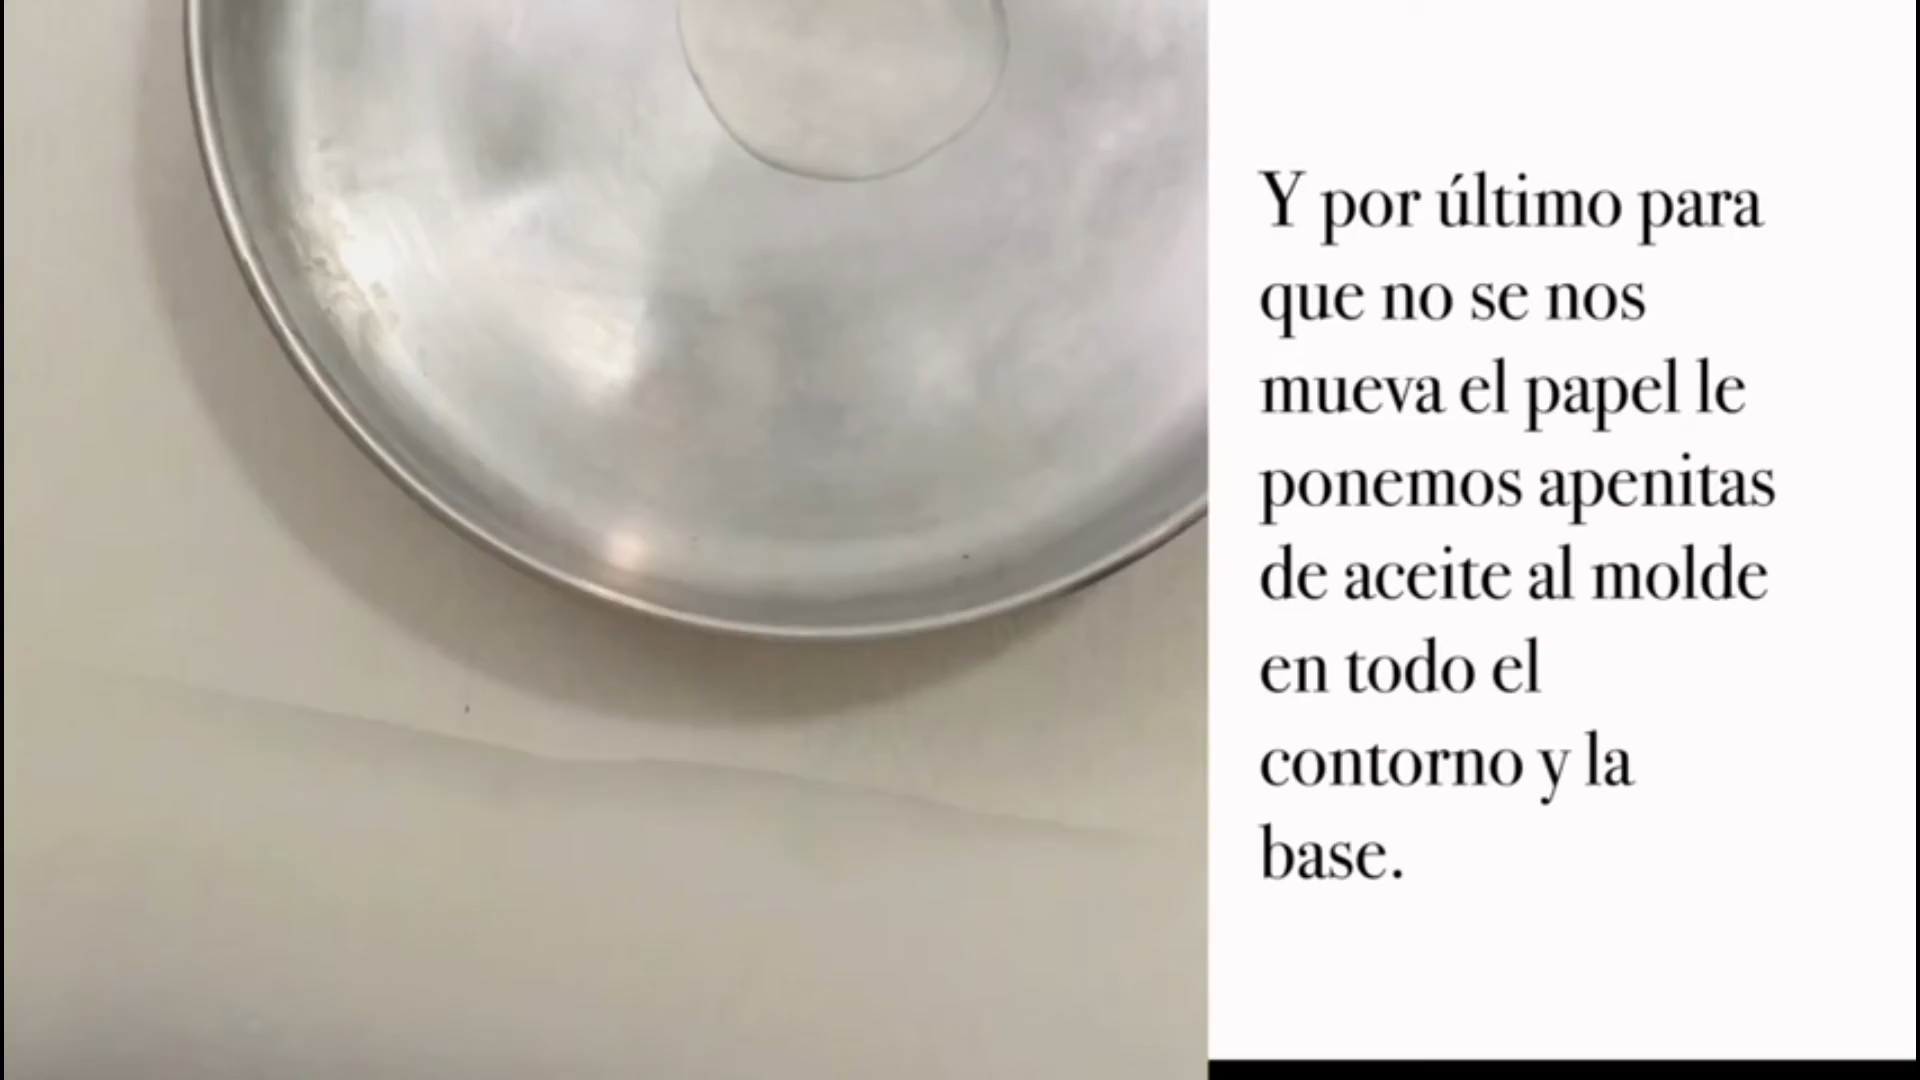 Y por último para
que no se nos
mueva el papel le
ponemos apenitas
de aceite al molde
en todo el
contorno y la
base.